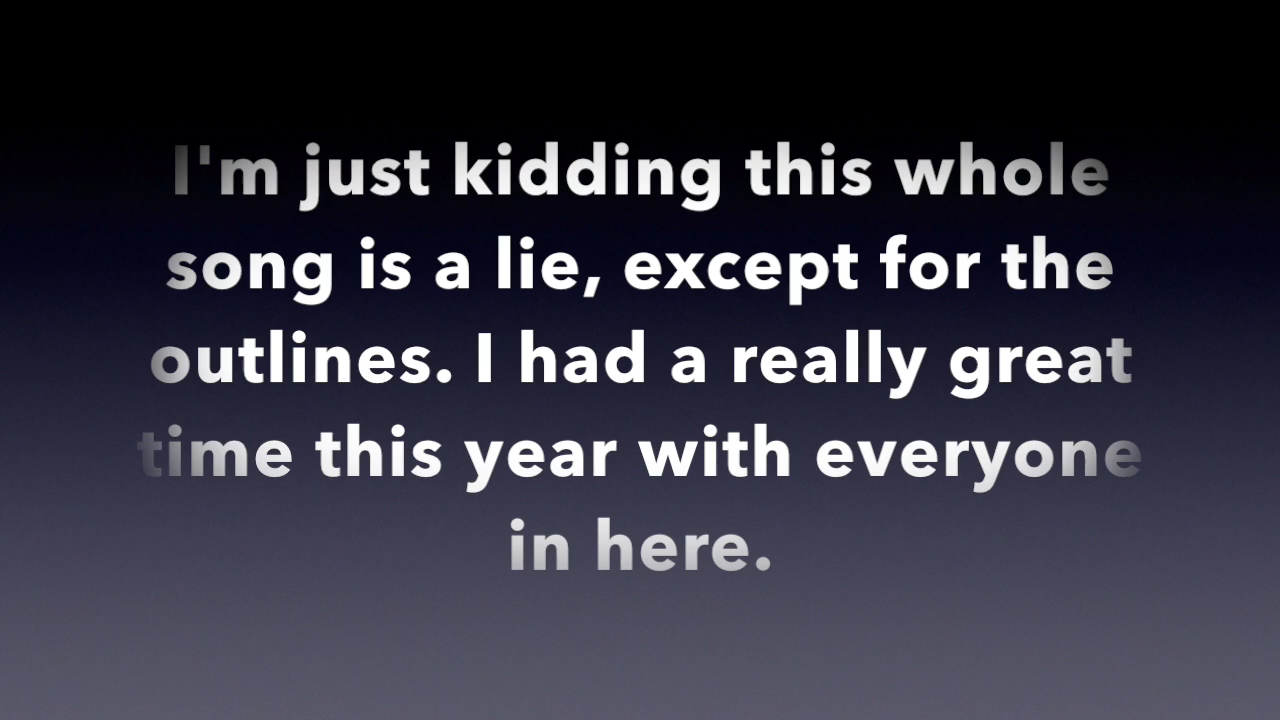 I'm just kidding this whole
song is a lie, except for the
outlines. I had a really great
time this year with everyone
in here.